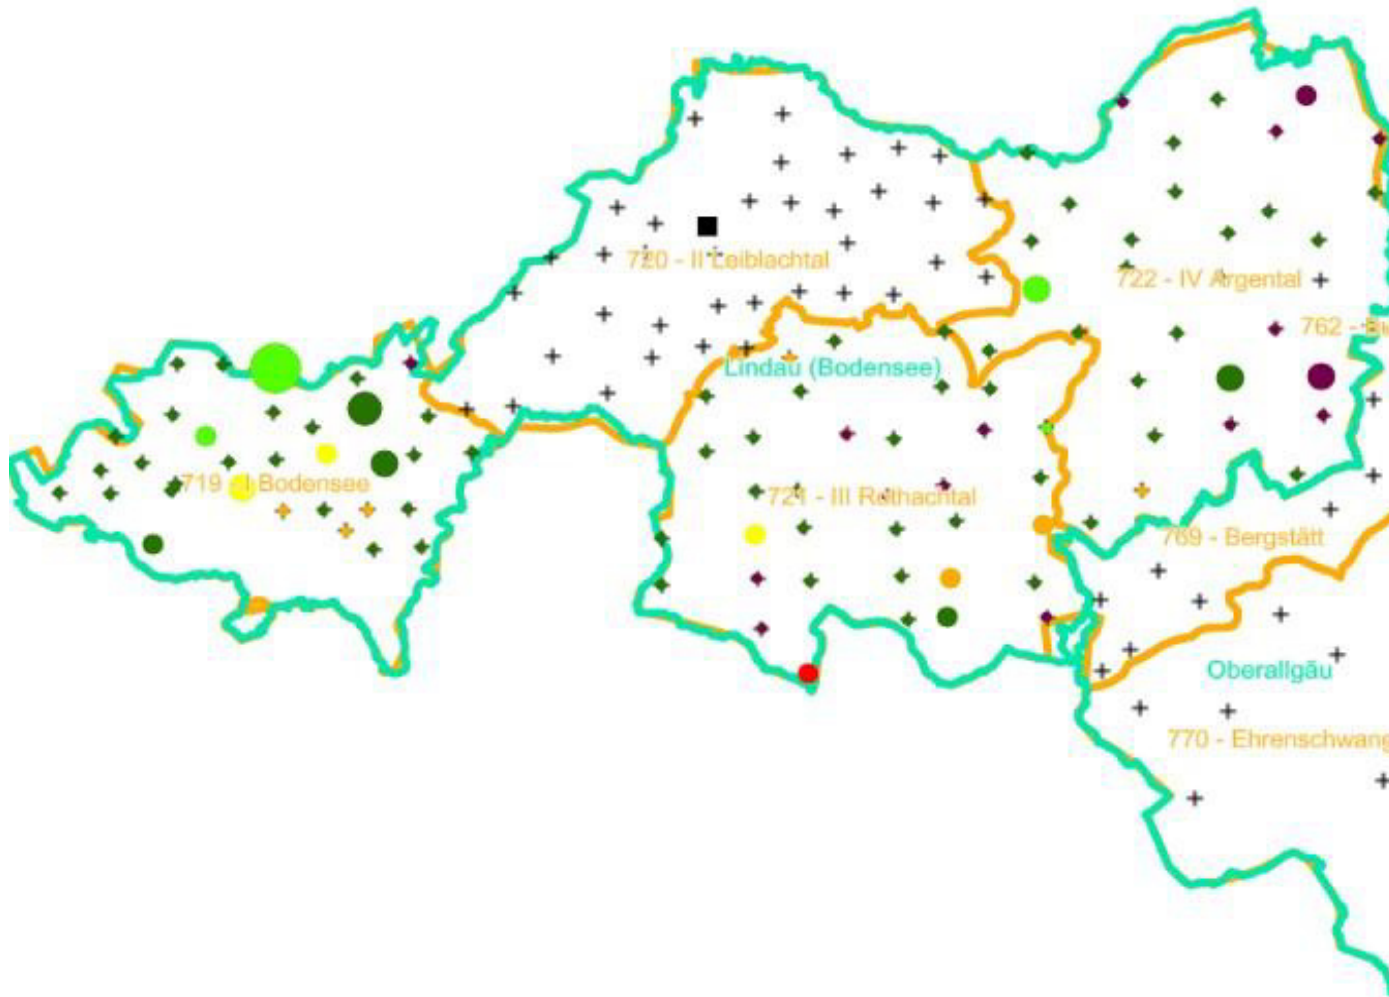 720 - II Leiblachtal
722 - IV Argental
762 -
Lindau (Bodensee)
719 - I Bodensee
721 - III Rothachtal
769 - Bergstätt
Oberallgäu
770 - Ehrenschwang